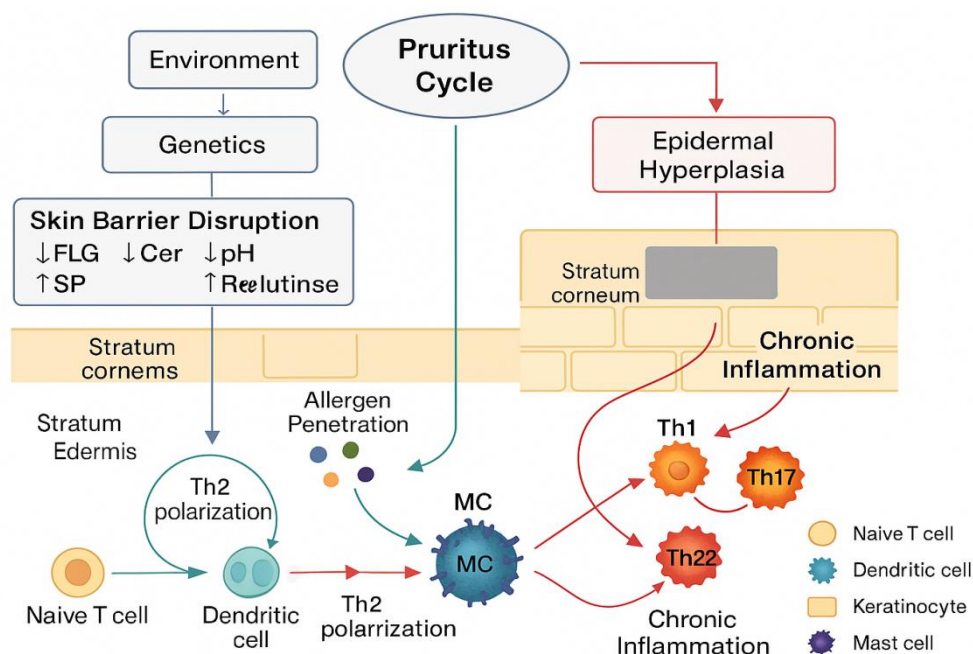 Environment
Genetics
Skin Barrier Disruption
↓FLG ↓Cer ↓pH
↑SP ↑Reelutinse
Pruritus
Cycle
Epidermal
Hyperplasia
Stratum
corneum
Chronic
Inflammation
Stratum
cornems
Stratum
Edermis
Allergen
Penetration
Th2
polarization
Naive T cell
Dendritic
cell
Th2
polarrization
MC
MC
Th1
Th17
Th22
Chronic
Inflammation
Naive T cell
Dendritic cell
Keratinocyte
Mast cell